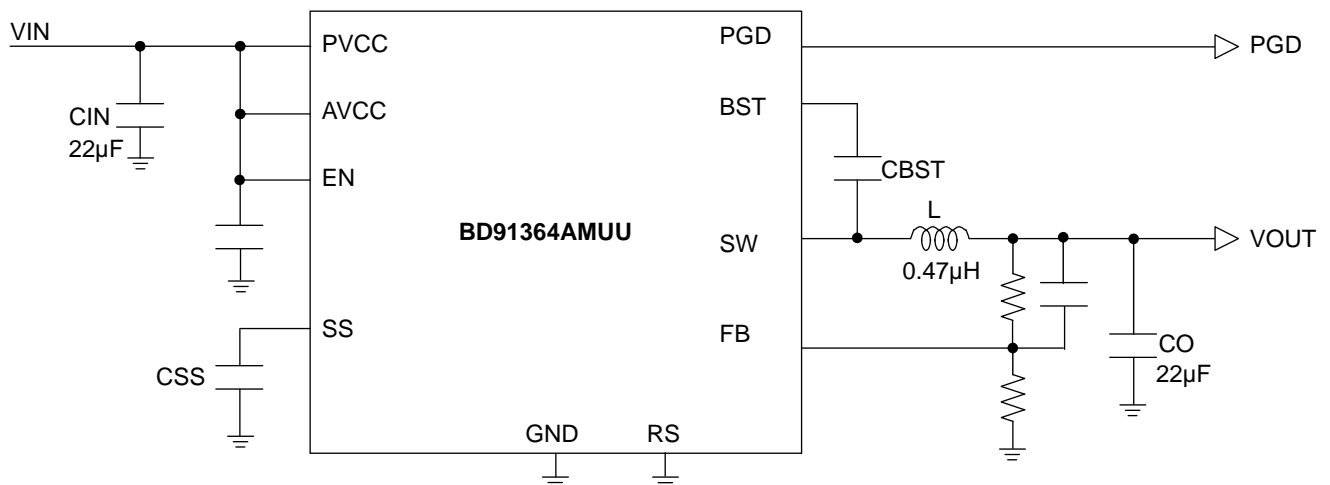 VIN
PVCC
PGD
PGD
AVCC
BST
CIN
22µF
CBST
EN
L
BD91364AMUU
SW
VOUT
0.47µH
SS
FB
CO
22µF
CSS
GND
RS